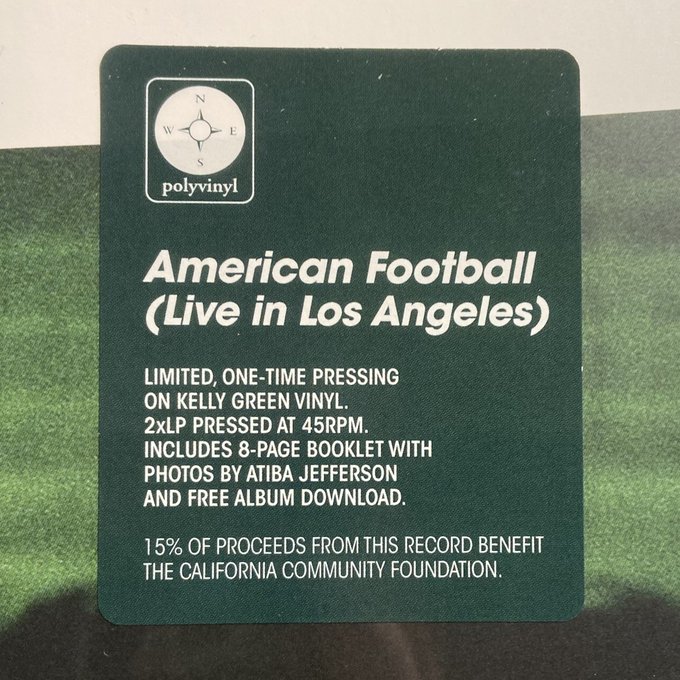 N
W E
S
polyvinyl
American Football
(Live in Los Angeles)
LIMITED, ONE-TIME PRESSING
ON KELLY GREEN VINYL.
2xLP PRESSED AT 45RPM.
INCLUDES 8-PAGE BOOKLET WITH
PHOTOS BY ATIBA JEFFERSON
AND FREE ALBUM DOWNLOAD.
15% OF PROCEEDS FROM THIS RECORD BENEFIT
THE CALIFORNIA COMMUNITY FOUNDATION.